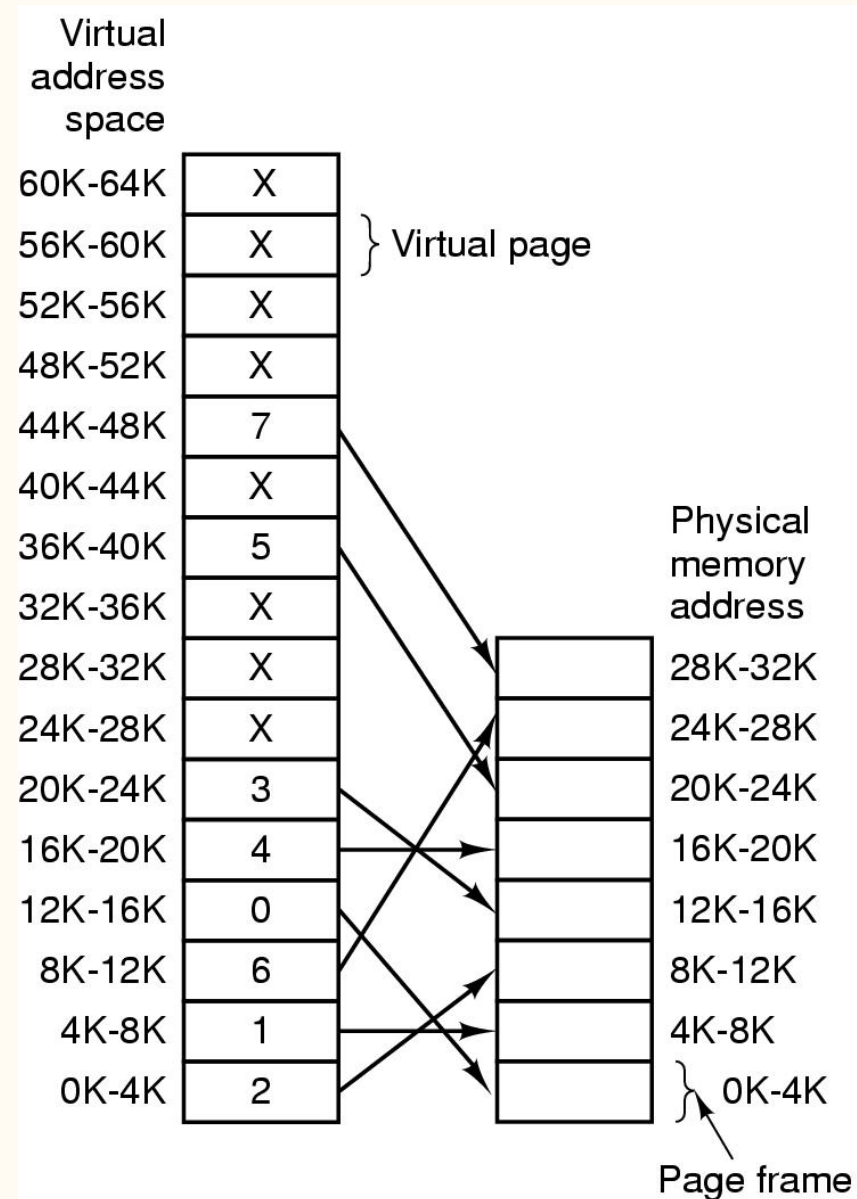 Virtual
address
space
60K-64K X
56K-60K X } Virtual page
52K-56K X
48K-52K X
44K-48K 7
40K-44K X
36K-40K 5
32K-36K X
28K-32K X
24K-28K X
20K-24K 3
16K-20K 4
12K-16K 0
8K-12K 6
4K-8K 1
0K-4K 2
Physical
memory
address
28K-32K
24K-28K
20K-24K
16K-20K
12K-16K
8K-12K
4K-8K
} 0K-4K
Page frame